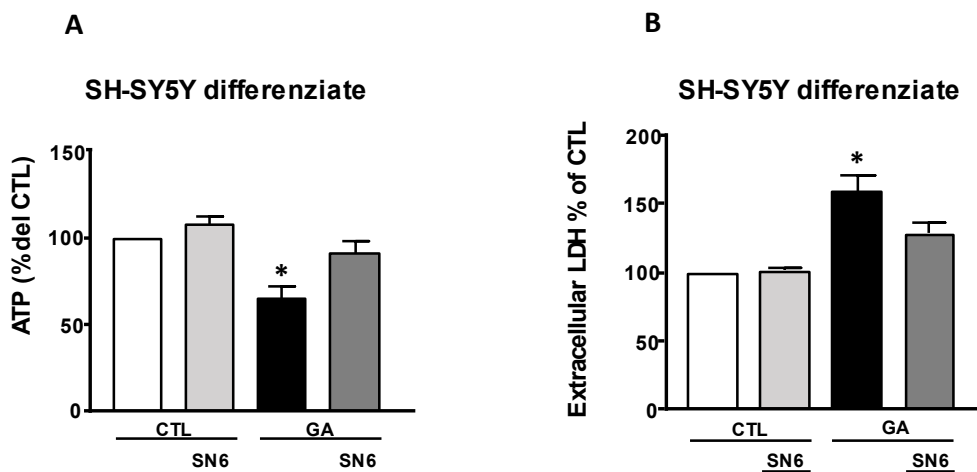 A
SH-SY5Y differenziate
ATP (% del CTL)
150
100
50
0
*
CTL
GA
SN6
SN6
B
SH-SY5Y differenziate
Extracellular LDH % of CTL
200
150
100
50
0
*
CTL
GA
SN6
SN6